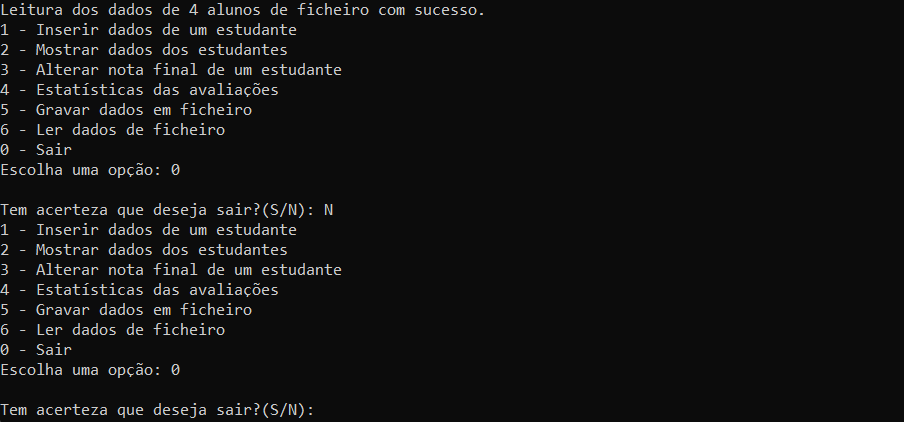 Leitura dos dados de 4 alunos de ficheiro com sucesso.
1 - Inserir dados de um estudante
2 - Mostrar dados dos estudantes
3 - Alterar nota final de um estudante
4 - Estatísticas das avaliações
5 - Gravar dados em ficheiro
6 - Ler dados de ficheiro
0 - Sair
Escolha uma opção: 0
Tem acerteza que deseja sair?(S/N): N
1 - Inserir dados de um estudante
2 - Mostrar dados dos estudantes
3 - Alterar nota final de um estudante
4 - Estatísticas das avaliações
5 - Gravar dados em ficheiro
6 - Ler dados de ficheiro
0 - Sair
Escolha uma opção: 0
Tem acerteza que deseja sair?(S/N):